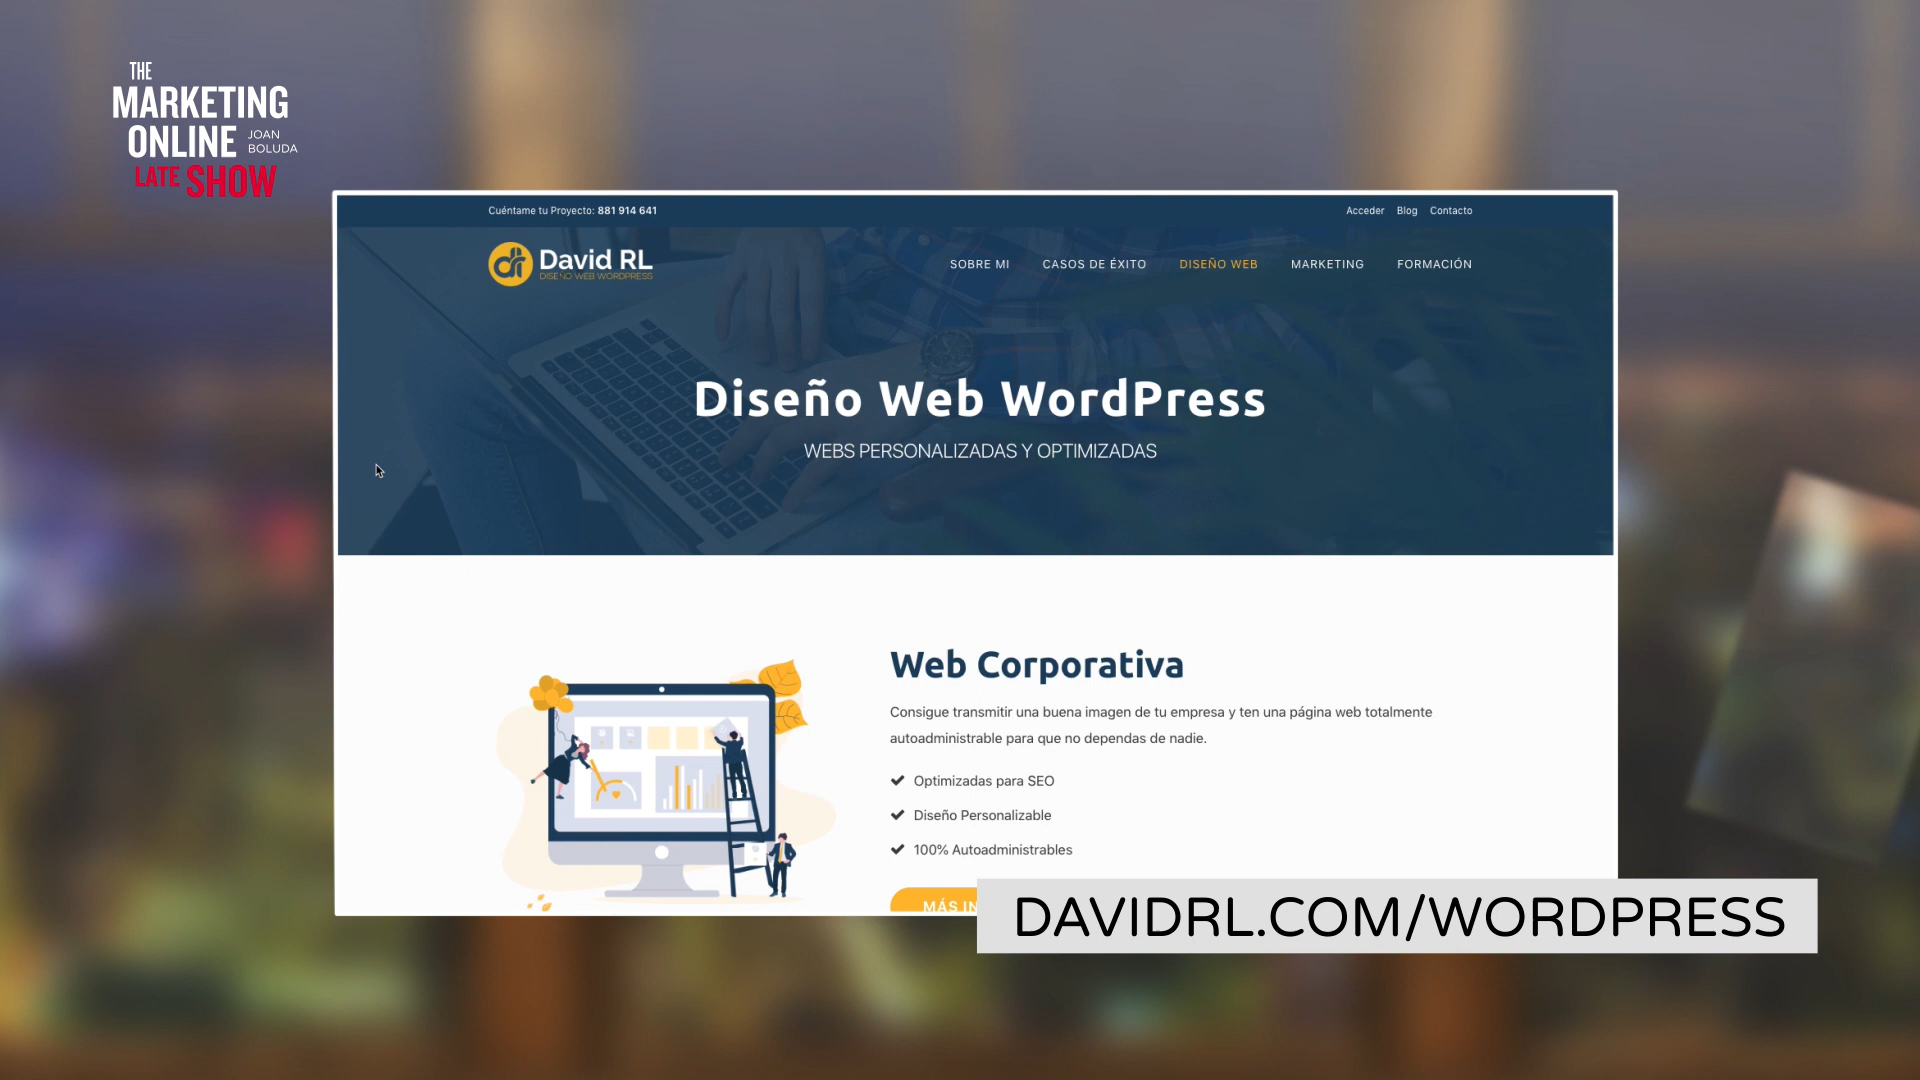 THE
MARKETING
ONLINE
JOAN
BOLUDA
LATE SHOW
Cuéntame tu Proyecto: 881 914 641
Acceder Blog Contacto
dr David RL
DISEÑO WEB WORDPRESS
SOBRE MI CASOS DE ÉXITO DISEÑO WEB MARKETING FORMACIÓN
Diseño Web WordPress
WEBS PERSONALIZADAS Y OPTIMIZADAS
Web Corporativa
Consigue transmitir una buena imagen de tu empresa y ten una página web totalmente
autoadministrable para que no dependas de nadie.
Optimizadas para SEO
Diseño Personalizable
100% Autoadministrables
MÁS IN
DAVIDRL.COM/WORDPRESS